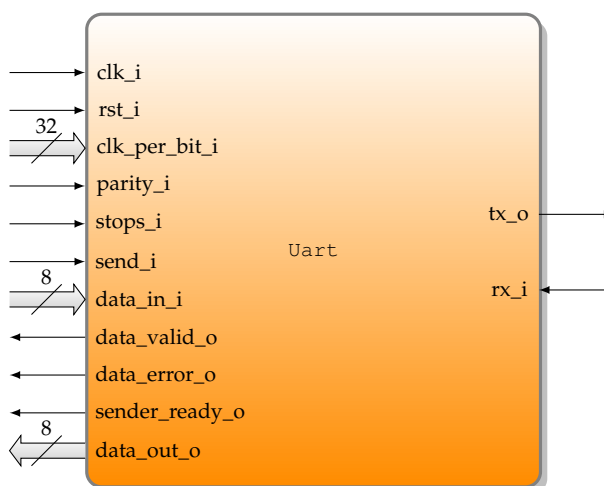 clk_i
rst_i
32
clk_per_bit_i
parity_i
stops_i
tx_o
send_i
Uart
8
data_in_i
rx_i
data_valid_o
data_error_o
sender_ready_o
8
data_out_o